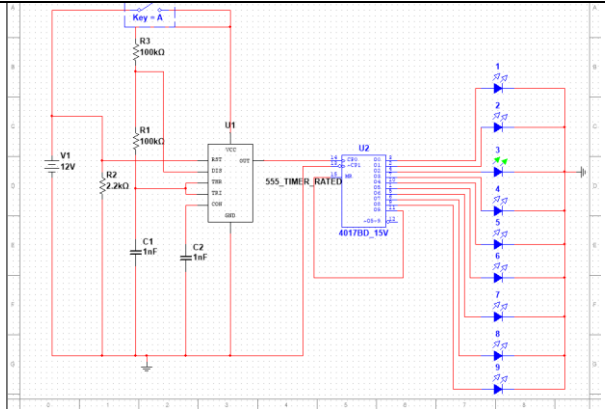 Key = A
R3
100kΩ
R1
100kΩ
V1
12V
R2
2.2kΩ
C1
1nF
C2
1nF
U1
VCC
RST
OUT
DIS
THR
TRI
CON
GND
555_TIMER_RATED
U2
4017BD_15V
1
2
3
4
5
6
7
8
9